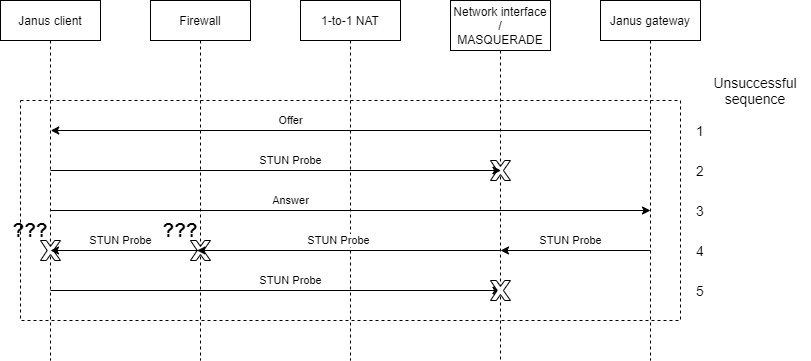 Janus client
Firewall
1-to-1 NAT
Network interface
/
MASQUERADE
Janus gateway
Unsuccessful
sequence
Offer
1
STUN Probe
2
Answer
3
???
???
STUN Probe
STUN Probe
STUN Probe
4
STUN Probe
5